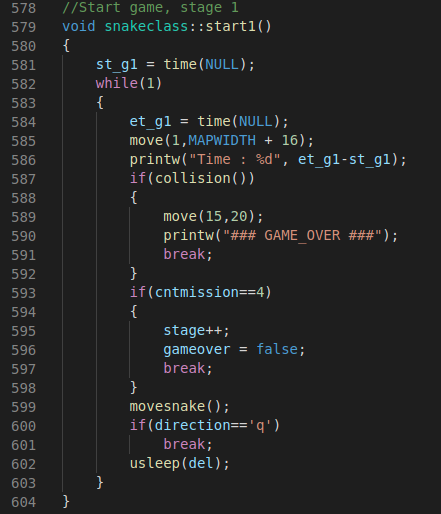 578 //Start game, stage 1
579 void snakeclass::start1()
580 {
581     st_g1 = time(NULL);
582     while(1)
583     {
584         et_g1 = time(NULL);
585         move(1,MAPWIDTH + 16);
586         printw("Time : %d", et_g1-st_g1);
587         if(collision())
588         {
589             move(15,20);
590             printw("### GAME_OVER ###");
591             break;
592         }
593         if(cntmission==4)
594         {
595             stage++;
596             gameover = false;
597             break;
598         }
599         movesnake();
600         if(direction=='q')
601             break;
602         usleep(del);
603     }
604 }